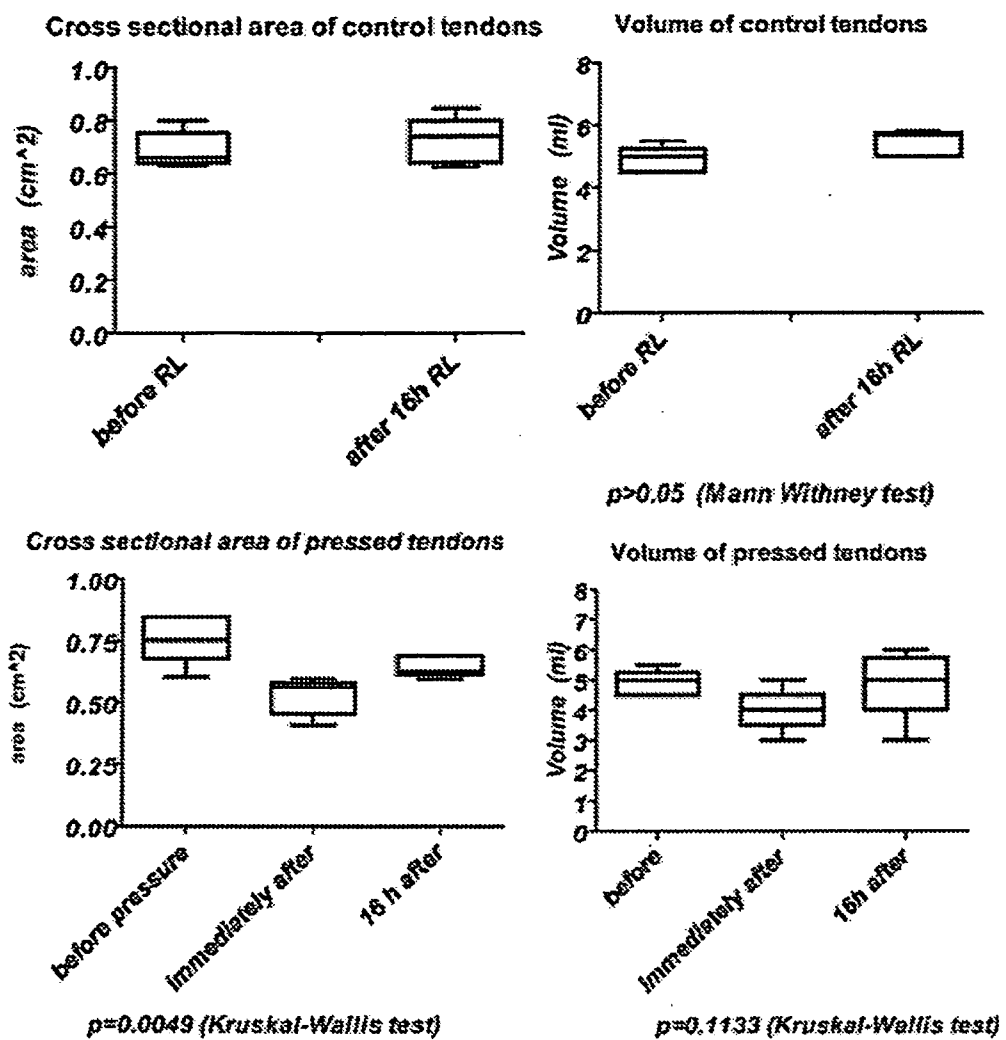 Cross sectional area of control tendons
area (cm^2)
1.0
0.8
0.6
0.4
0.2
0.0
before RL
after 16h RL
Volume of control tendons
Volume (ml)
8
6
4
2
0
before RL
after 16h RL
p>0.05 (Mann Withney test)
Cross sectional area of pressed tendons
area (cm^2)
1.00
0.75
0.50
0.25
0.00
before pressure
immediately after
16 h after
p=0.0049 (Kruskal-Wallis test)
Volume of pressed tendons
Volume (ml)
8
7
6
5
4
3
2
1
0
before
immediately after
16h after
p=0.1133 (Kruskal-Wallis test)